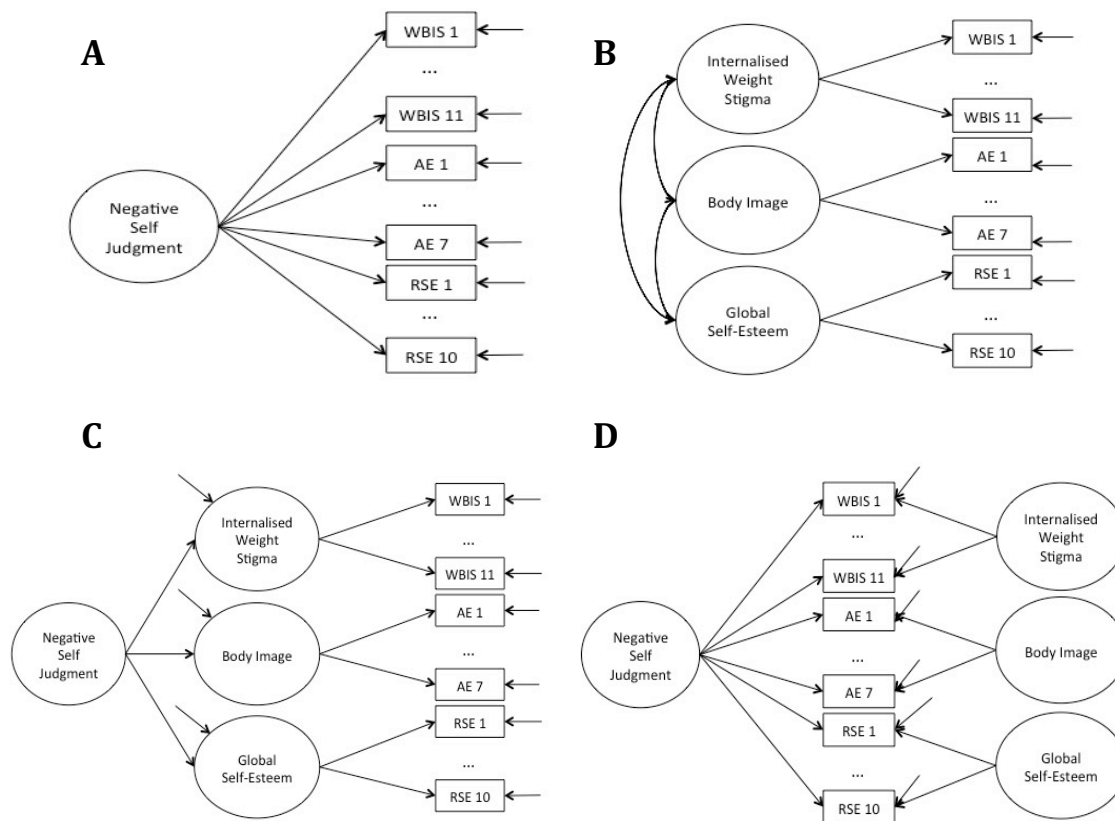 A
WBIS 1
...
WBIS 11
AE 1
...
AE 7
RSE 1
...
RSE 10
Negative
Self
Judgment
B
Internalised
Weight
Stigma
Body Image
Global
Self-Esteem
WBIS 1
...
WBIS 11
AE 1
...
AE 7
RSE 1
...
RSE 10
C
Negative
Self
Judgment
Internalised
Weight
Stigma
Body Image
Global
Self-Esteem
WBIS 1
...
WBIS 11
AE 1
...
AE 7
RSE 1
...
RSE 10
D
Negative
Self
Judgment
WBIS 1
...
WBIS 11
AE 1
...
AE 7
RSE 1
...
RSE 10
Internalised
Weight
Stigma
Body Image
Global
Self-Esteem